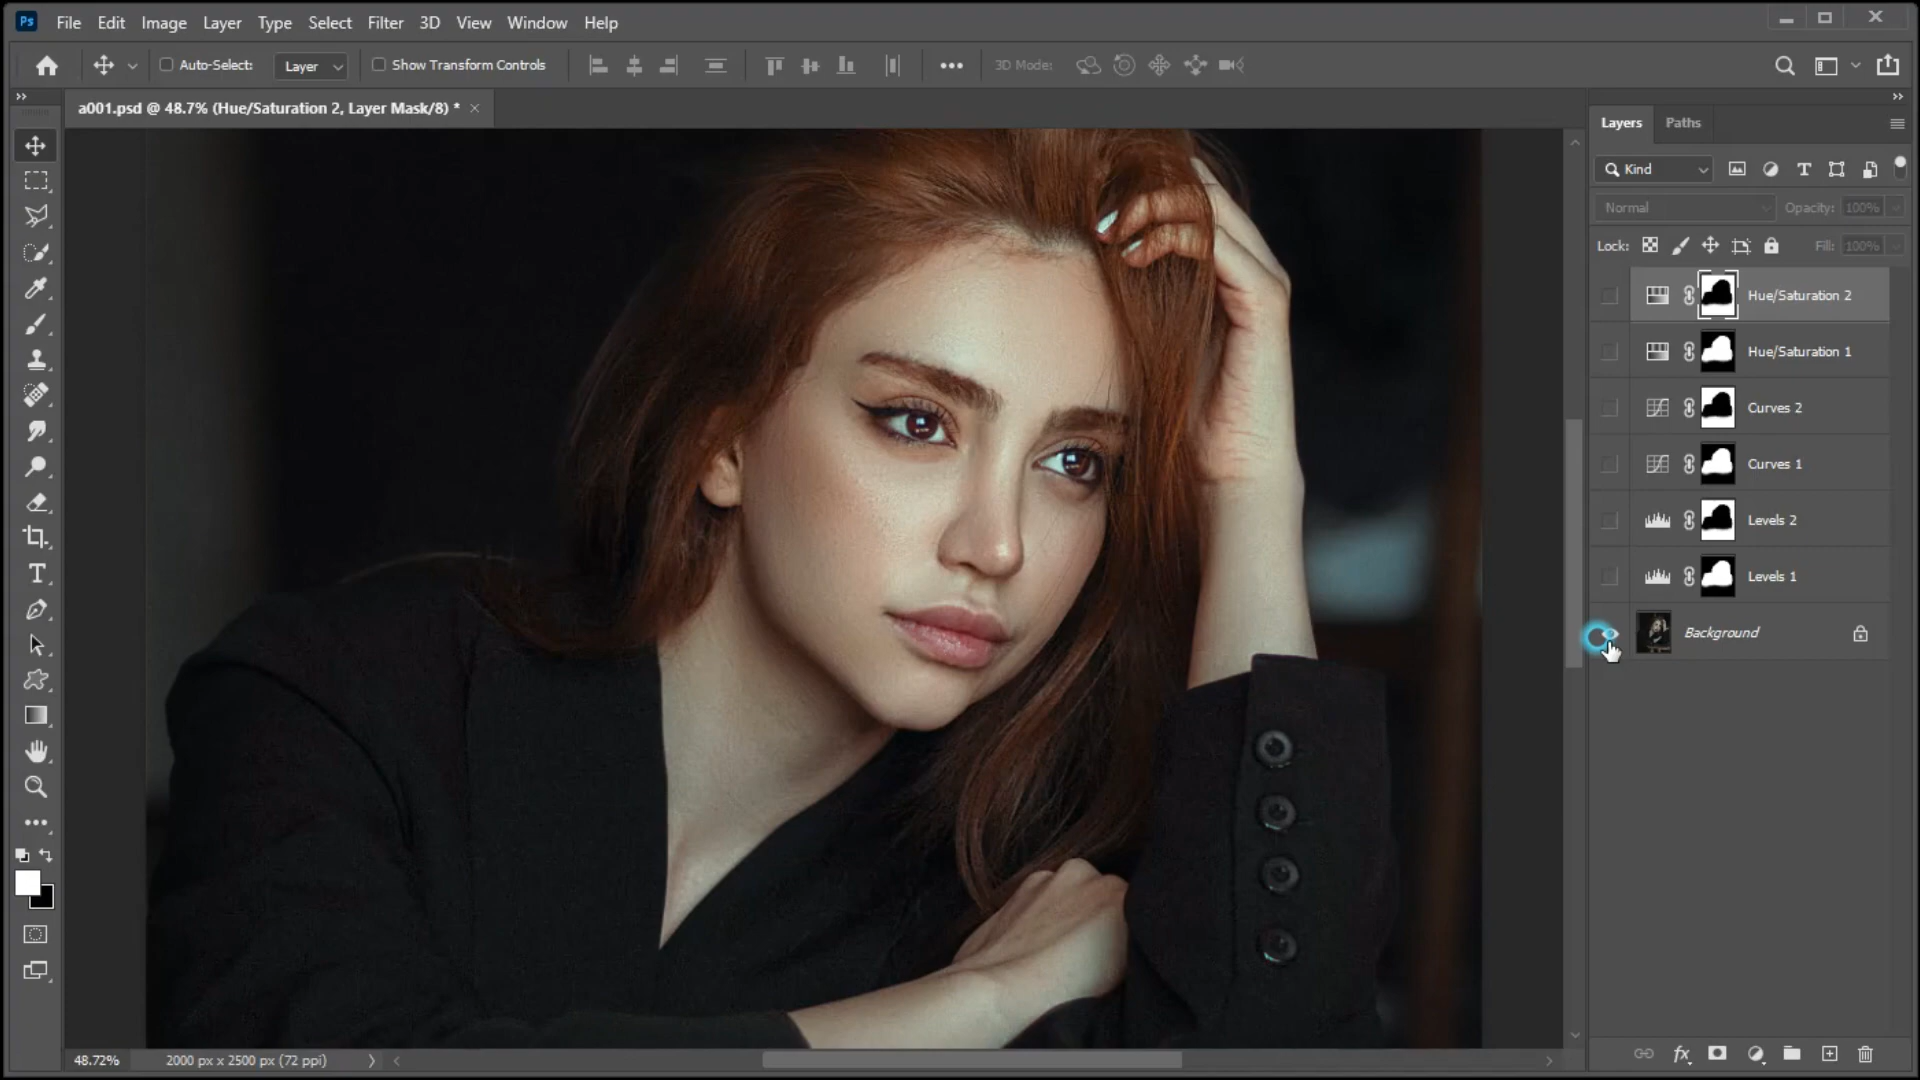 Ps File Edit Image Layer Type Select Filter 3D View Window Help
Auto-Select: Layer Show Transform Controls 3D Mode:
a001.psd @ 48.7% (Hue/Saturation 2, Layer Mask/8) *
Layers Paths
Kind
Normal Opacity: 100%
Lock: Fill: 100%
Hue/Saturation 2
Hue/Saturation 1
Curves 2
Curves 1
Levels 2
Levels 1
Background
48.72% 2000 px x 2500 px (72 ppi)